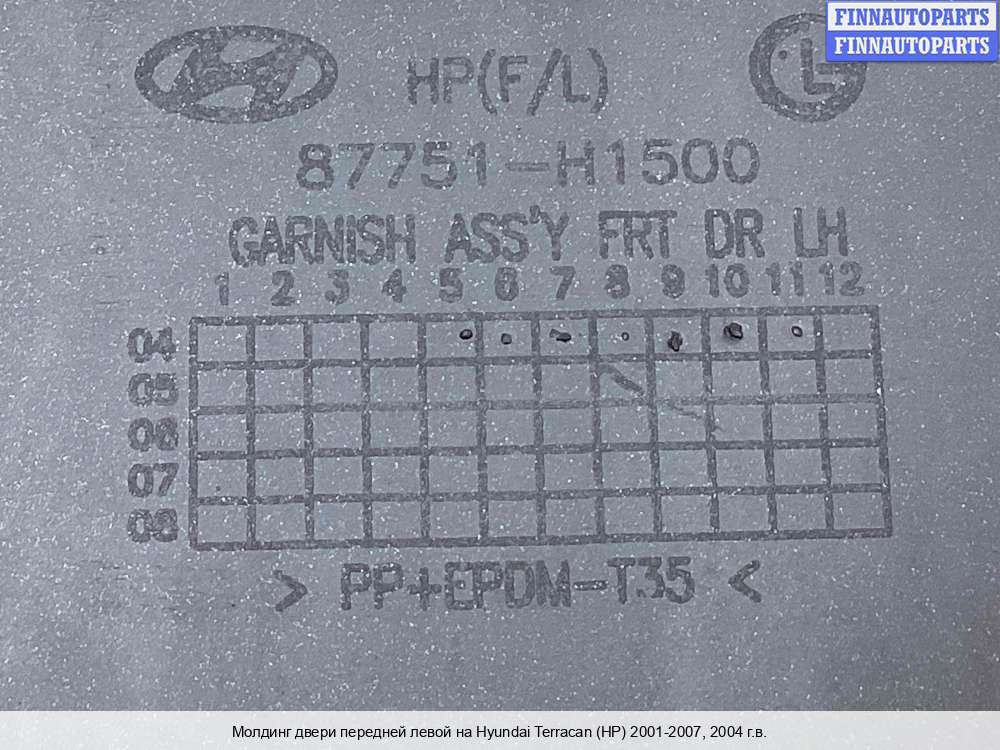 FINNAUTOPARTS
FINNAUTOPARTS
HP(F/L)
L
87751-H1500
GARNISH ASS'Y FRT DR LH
1 2 3 4 5 6 7 8 9 10 11 12
04
05
06
07
08
> PP+EPDM-T35 <
Молдинг двери передней левой на Hyundai Terracan (HP) 2001-2007, 2004 г.в.